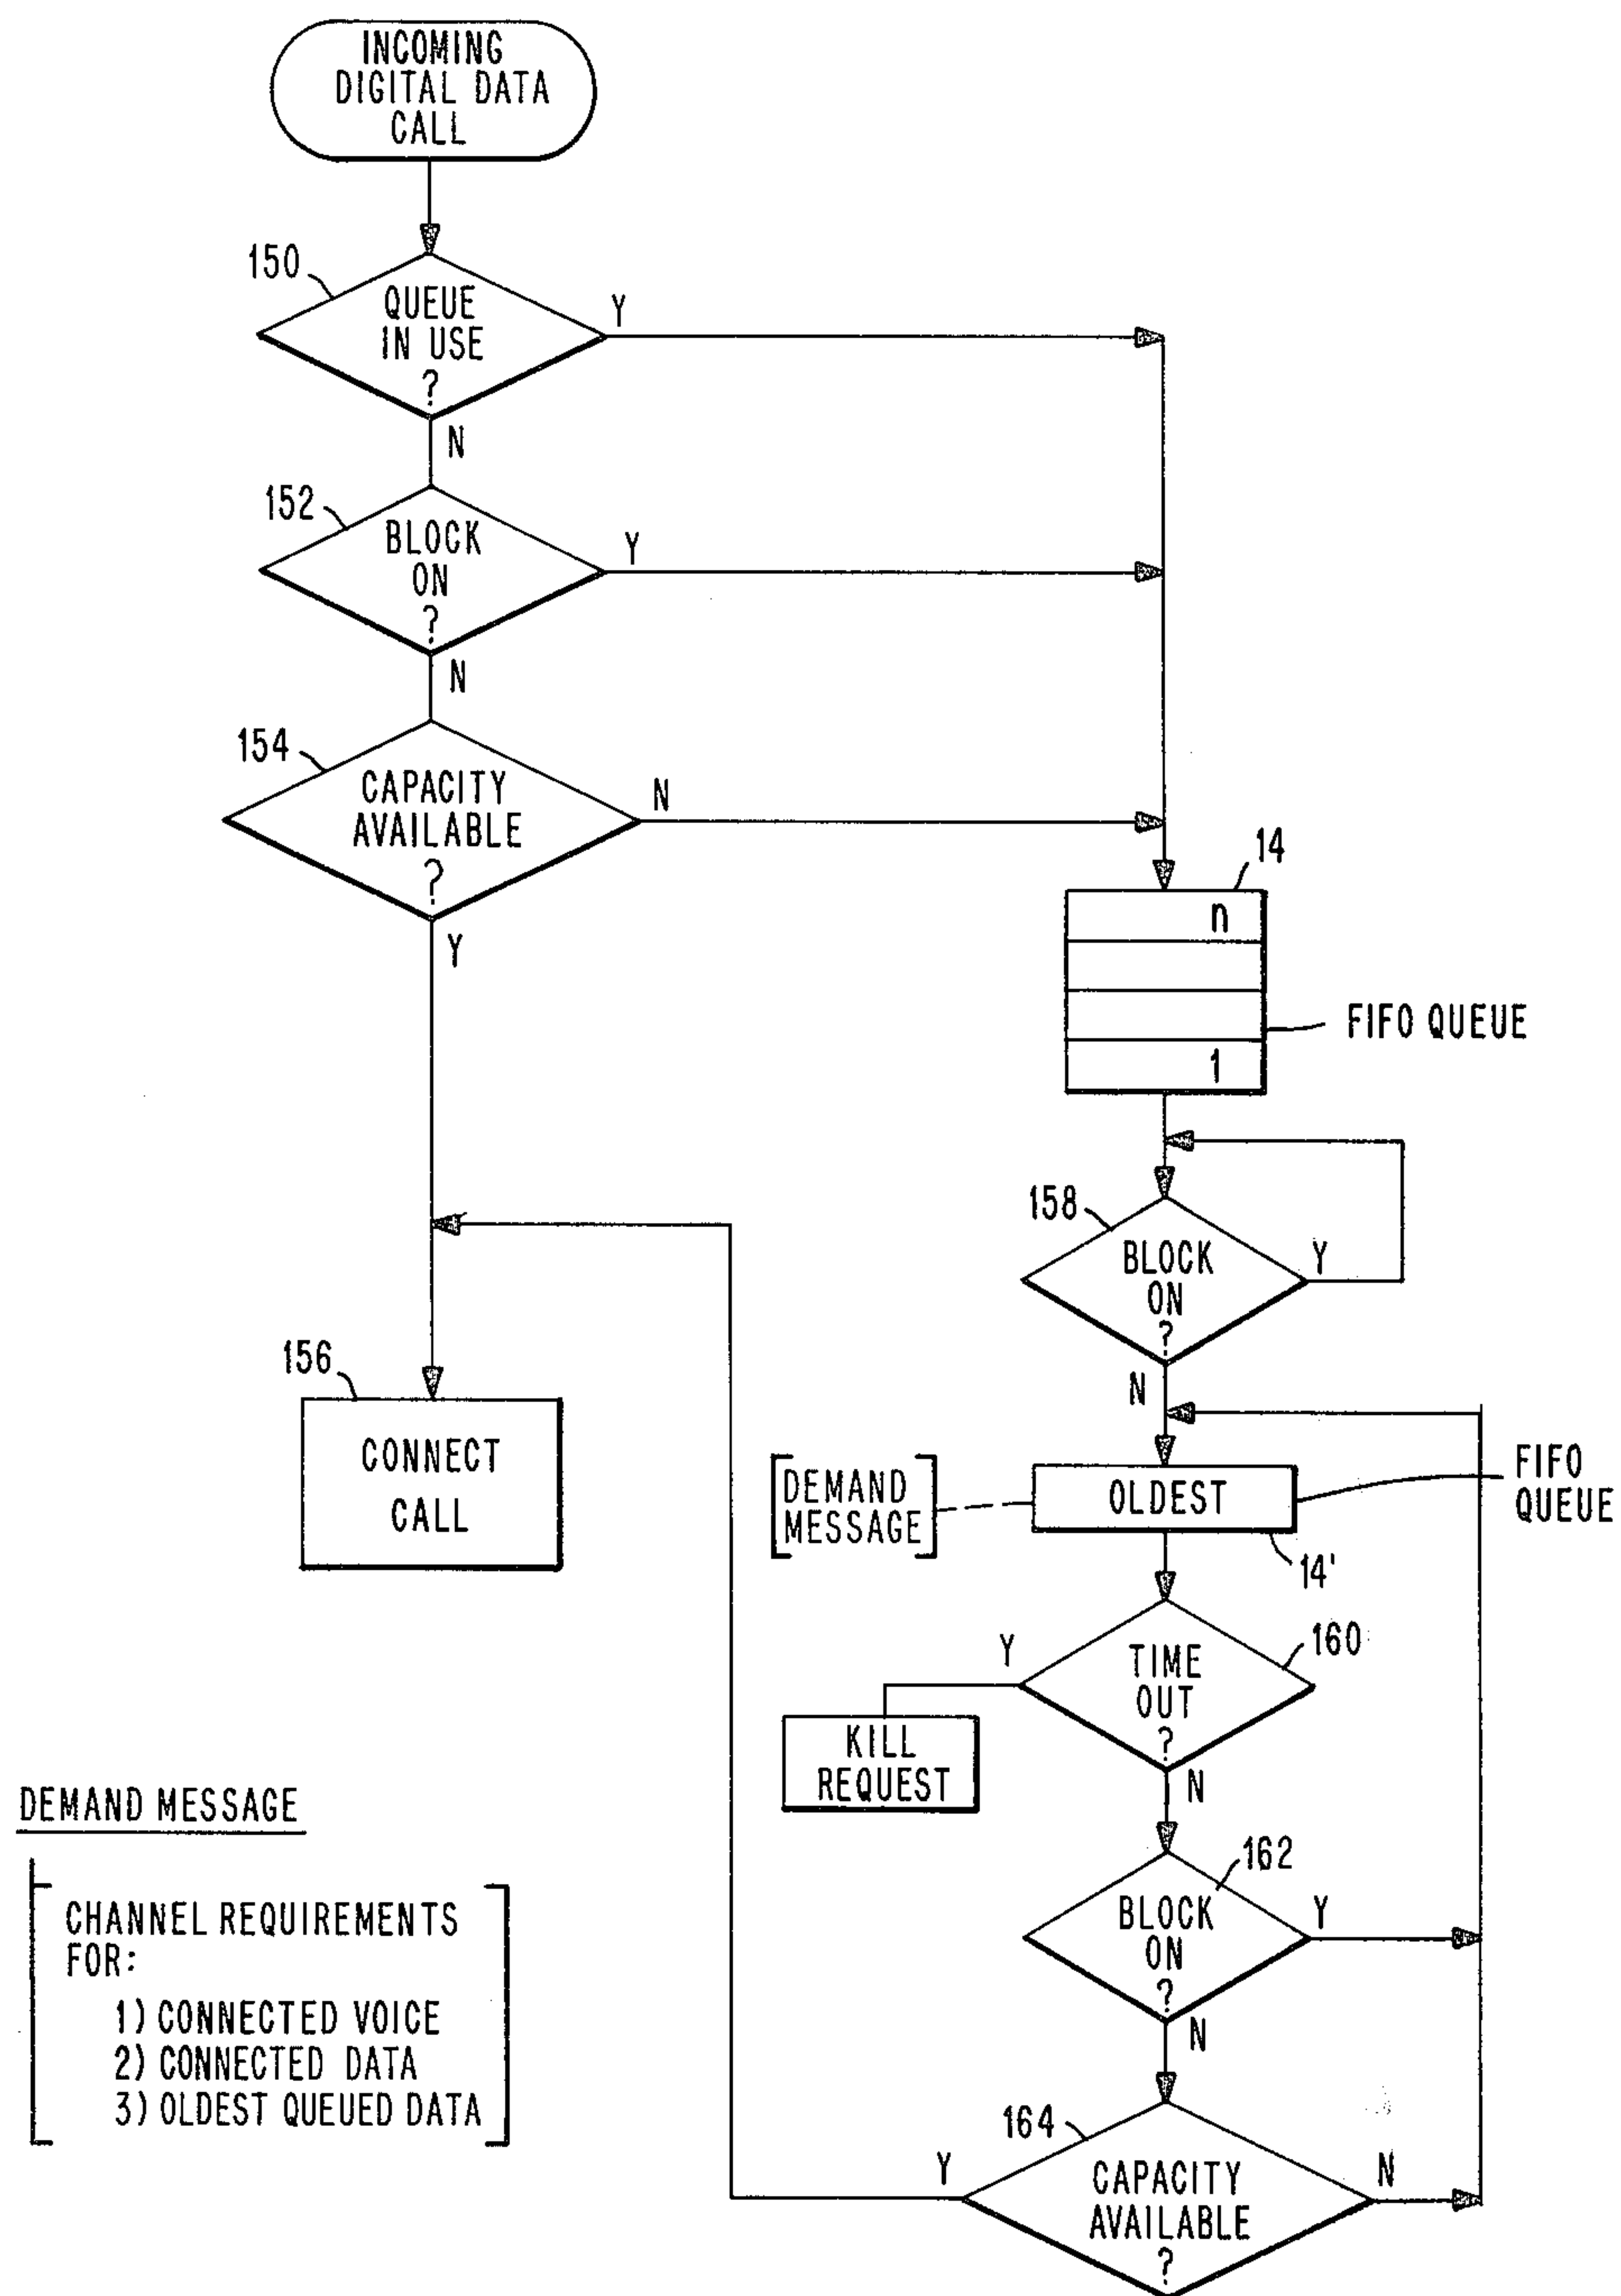 INCOMING
DIGITAL DATA
CALL
150
QUEUE
IN USE
?
Y
N
152
BLOCK
ON
?
Y
N
154
CAPACITY
AVAILABLE
?
N
Y
14
n
1
FIFO QUEUE
158
BLOCK
ON
?
Y
N
156
CONNECT
CALL
DEMAND
MESSAGE
OLDEST
14'
FIFO
QUEUE
160
TIME
OUT
?
Y
N
KILL
REQUEST
162
BLOCK
ON
?
Y
N
164
CAPACITY
AVAILABLE
?
Y
N
DEMAND MESSAGE
CHANNEL REQUIREMENTS
FOR:
1) CONNECTED VOICE
2) CONNECTED DATA
3) OLDEST QUEUED DATA